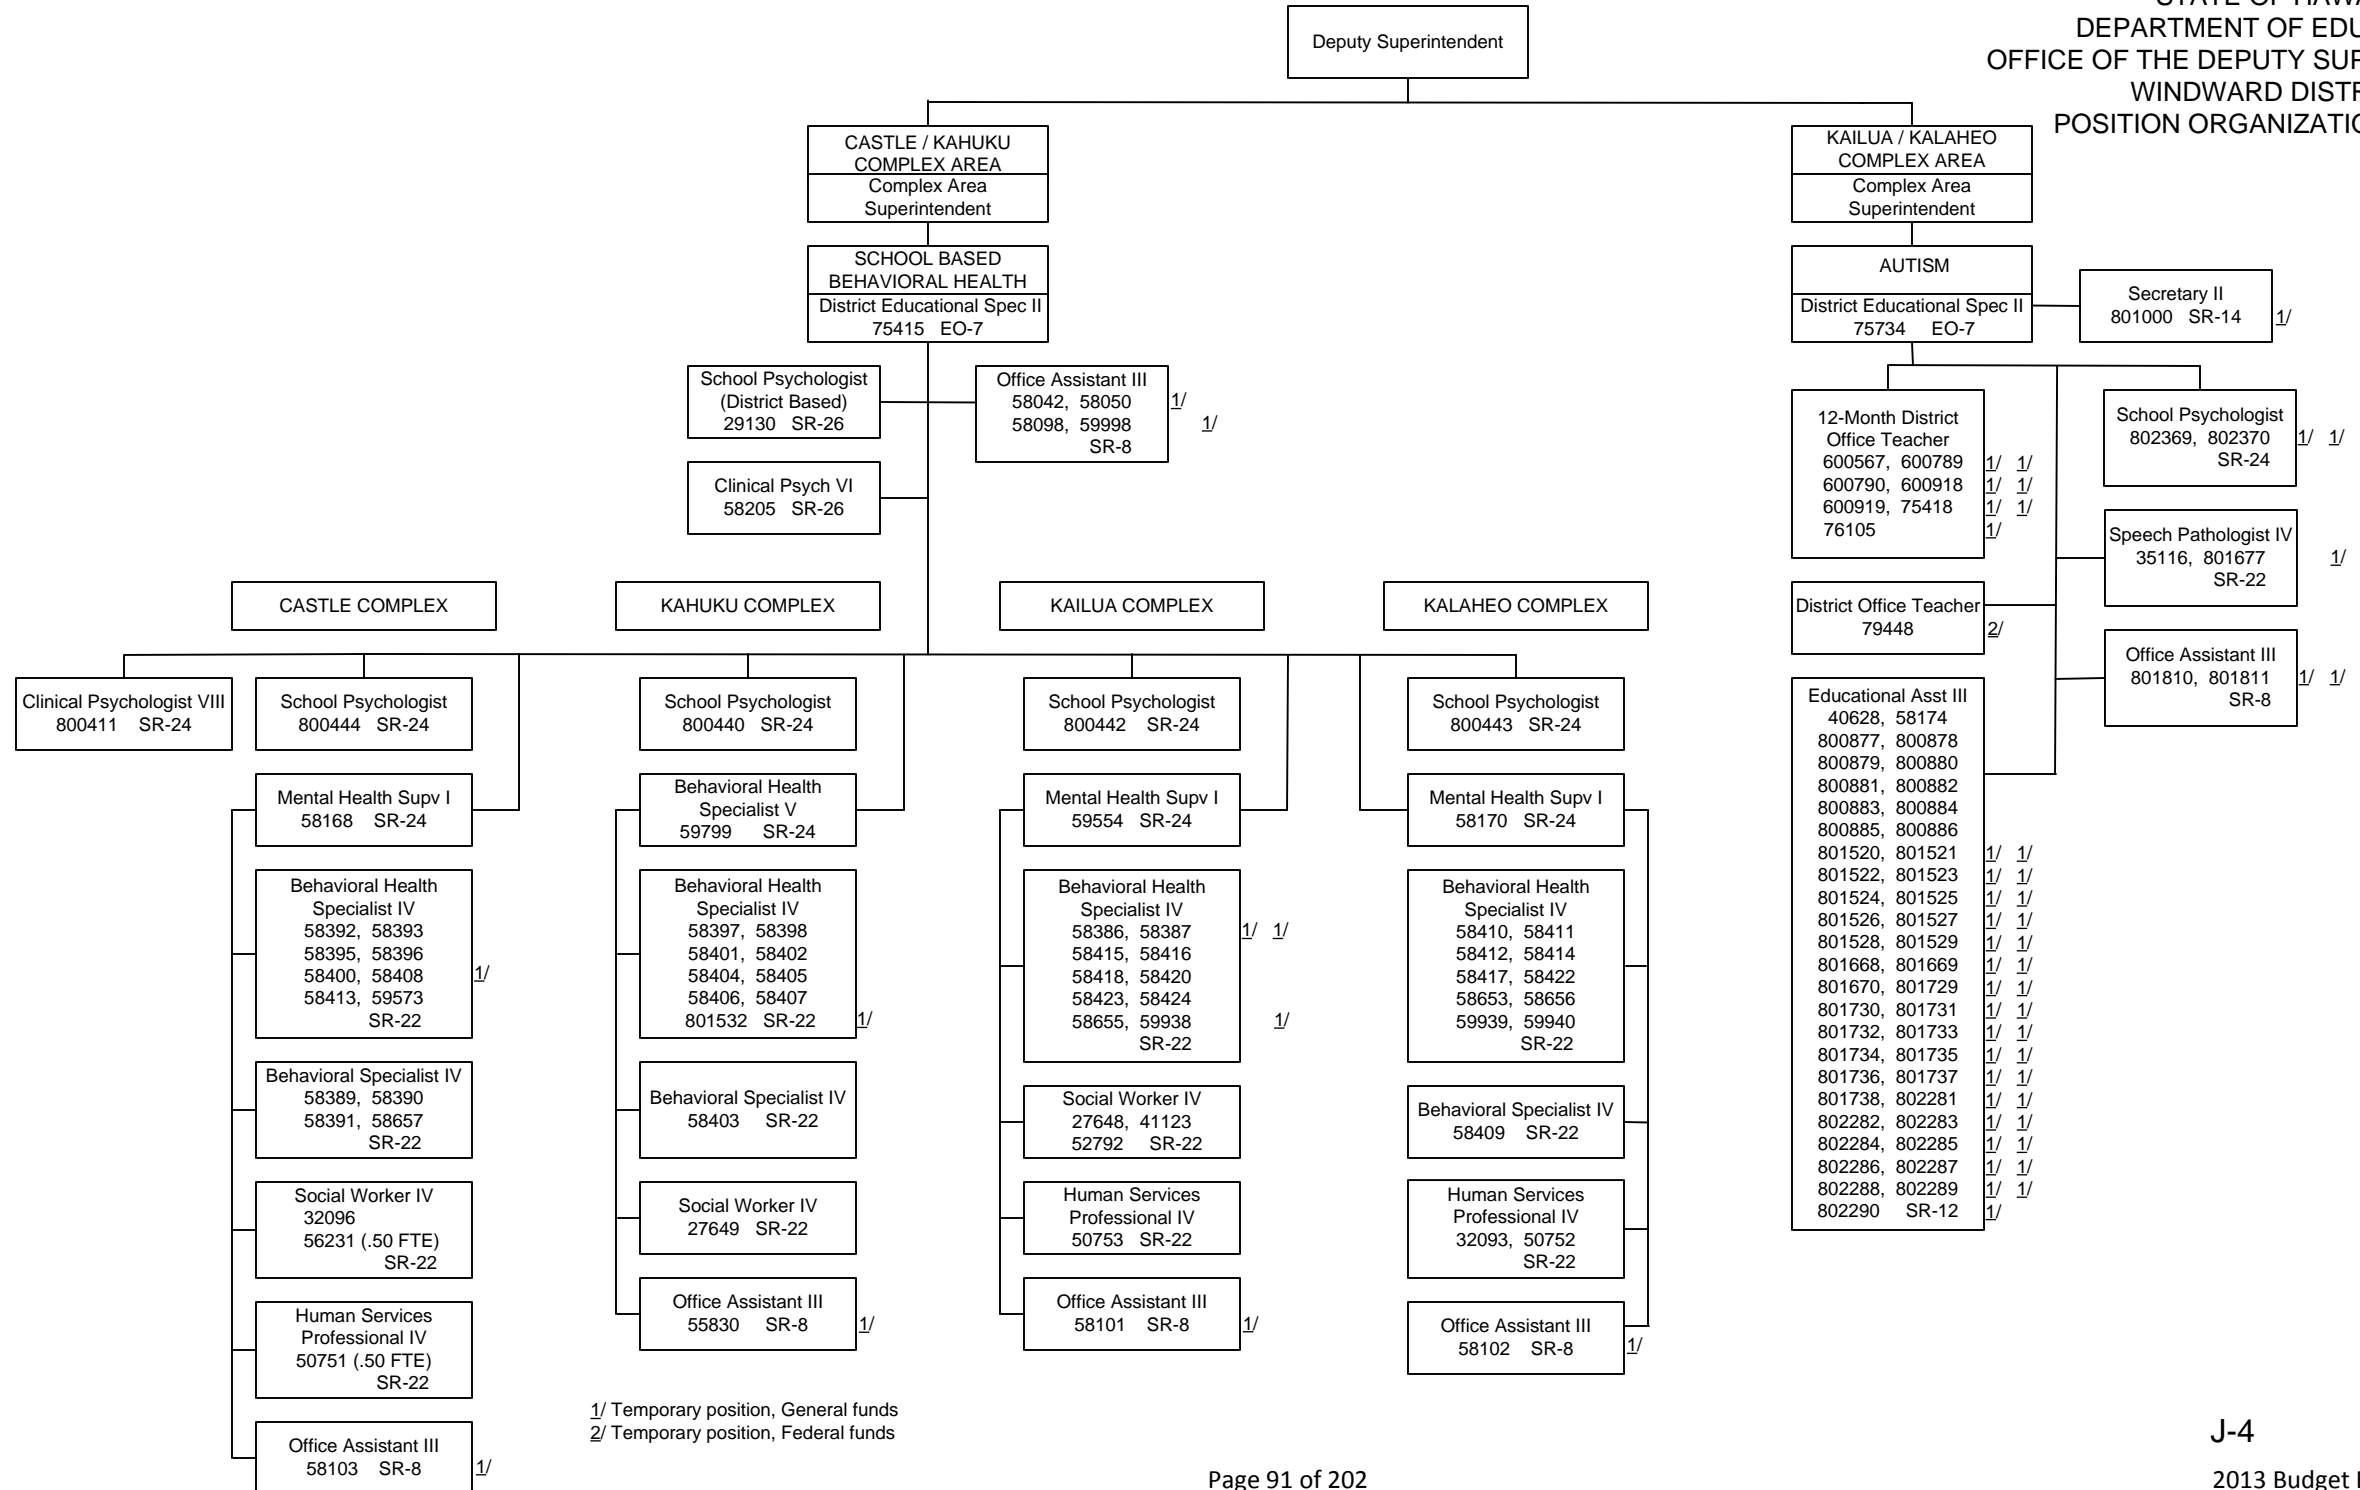 STATE OF
DEPARTMENT OF
OFFICE OF THE DEPUTY
WINDWARD
POSITION
Deputy Superintendent
CASTLE / KAHUKU
COMPLEX AREA
Complex Area
Superintendent
SCHOOL BASED
BEHAVIORAL HEALTH
District Educational Spec II
75415 EO-7
KAILUA / KALAHEO
COMPLEX AREA
Complex Area
Superintendent
AUTISM
District Educational Spec II
75734 EO-7
Secretary II
801000 SR-14 1/
School Psychologist
(District Based)
29130 SR-26
Office Assistant III
58042, 58050 1/
58098, 59998 1/
SR-8
Clinical Psych VI
58205 SR-26
CASTLE COMPLEX
KAHUKU COMPLEX
KAILUA COMPLEX
KALAHEO COMPLEX
Clinical Psychologist VIII
800411 SR-24
School Psychologist
800444 SR-24
Mental Health Supv I
58168 SR-24
Behavioral Health
Specialist IV
58392, 58393
58395, 58396
58400, 58408 1/
58413, 59573
SR-22
Behavioral Specialist IV
58389, 58390
58391, 58657
SR-22
Social Worker IV
32096
56231 (.50 FTE)
SR-22
Human Services
Professional IV
50751 (.50 FTE)
SR-22
Office Assistant III
58103 SR-8 1/
School Psychologist
800440 SR-24
Behavioral Health
Specialist V
59799 SR-24
Behavioral Health
Specialist IV
58397, 58398
58401, 58402
58404, 58405
58406, 58407
801532 SR-22 1/
Behavioral Specialist IV
58403 SR-22
Social Worker IV
27649 SR-22
Office Assistant III
55830 SR-8 1/
School Psychologist
800442 SR-24
Mental Health Supv I
59554 SR-24
Behavioral Health
Specialist IV
58386, 58387 1/ 1/
58415, 58416
58418, 58420
58423, 58424
58655, 59938 1/
SR-22
Social Worker IV
27648, 41123
52792 SR-22
Human Services
Professional IV
50753 SR-22
Office Assistant III
58101 SR-8 1/
School Psychologist
800443 SR-24
Mental Health Supv I
58170 SR-24
Behavioral Health
Specialist IV
58410, 58411
58412, 58414
58417, 58422
58653, 58656
59939, 59940
SR-22
Behavioral Specialist IV
58409 SR-22
Human Services
Professional IV
32093, 50752
SR-22
Office Assistant III
58102 SR-8 1/
12-Month District
Office Teacher
600567, 600789 1/ 1/
600790, 600918 1/ 1/
600919, 75418 1/ 1/
76105 1/
District Office Teacher
79448 2/
Educational Asst III
40628, 58174
800877, 800878
800879, 800880
800881, 800882
800883, 800884
800885, 800886
801520, 801521 1/ 1/
801522, 801523 1/ 1/
801524, 801525 1/ 1/
801526, 801527 1/ 1/
801528, 801529 1/ 1/
801668, 801669 1/ 1/
801670, 801729 1/ 1/
801730, 801731 1/ 1/
801732, 801733 1/ 1/
801734, 801735 1/ 1/
801736, 801737 1/ 1/
801738, 802281 1/ 1/
802282, 802283 1/ 1/
802284, 802285 1/ 1/
802286, 802287 1/ 1/
802288, 802289 1/ 1/
802290 SR-12 1/
School Psychologist
802369, 802370 1/ 1/
SR-24
Speech Pathologist IV
35116, 801677 1/
SR-22
Office Assistant III
801810, 801811 1/ 1/
SR-8
1/ Temporary position, General funds
2/ Temporary position, Federal funds
J-4
Page 91 of 202
2013 Budget